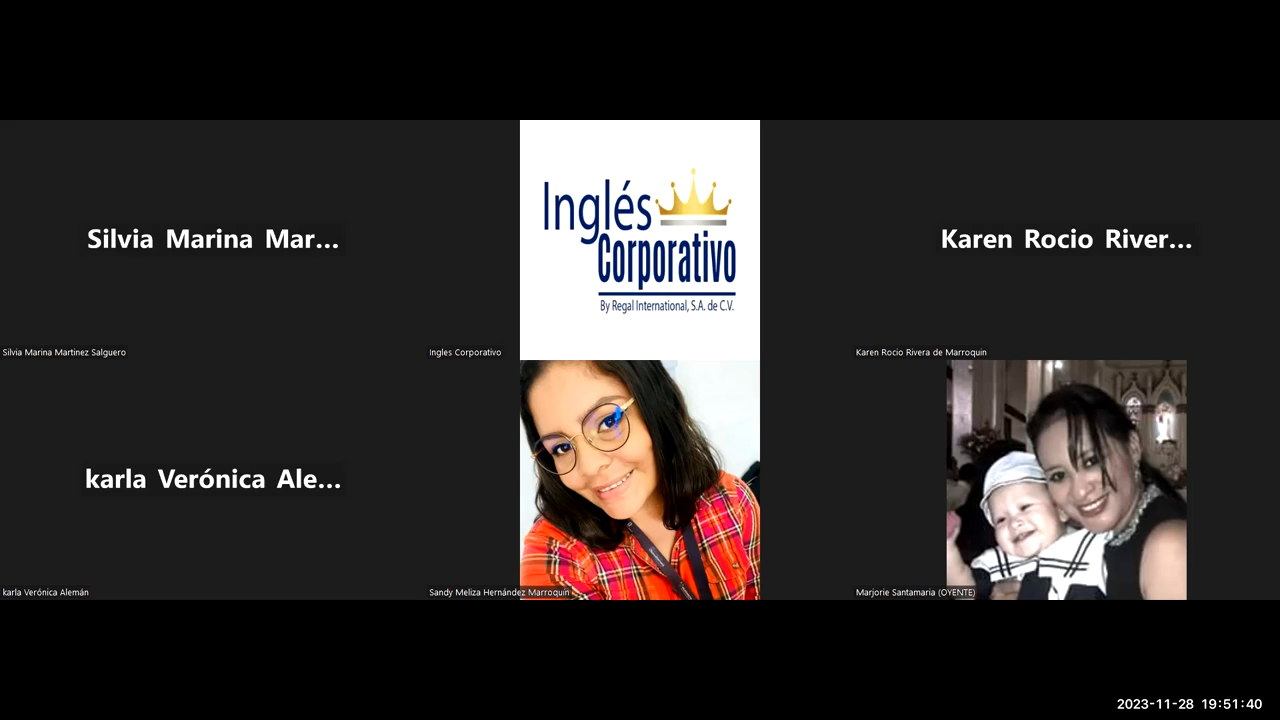 Silvia Marina Mar...
Inglés
Corporativo
By Regal International, S.A. de C.V.
Karen Rocio River...
Silvia Marina Martinez Salguero
Ingles Corporativo
Karen Rocio Rivera de Marroquin
karla Verónica Ale...
karla Verónica Alemán
Sandy Meliza Hernández Marroquín
Marjorie Santamaria (OYENTE)
2023-11-28 19:51:40